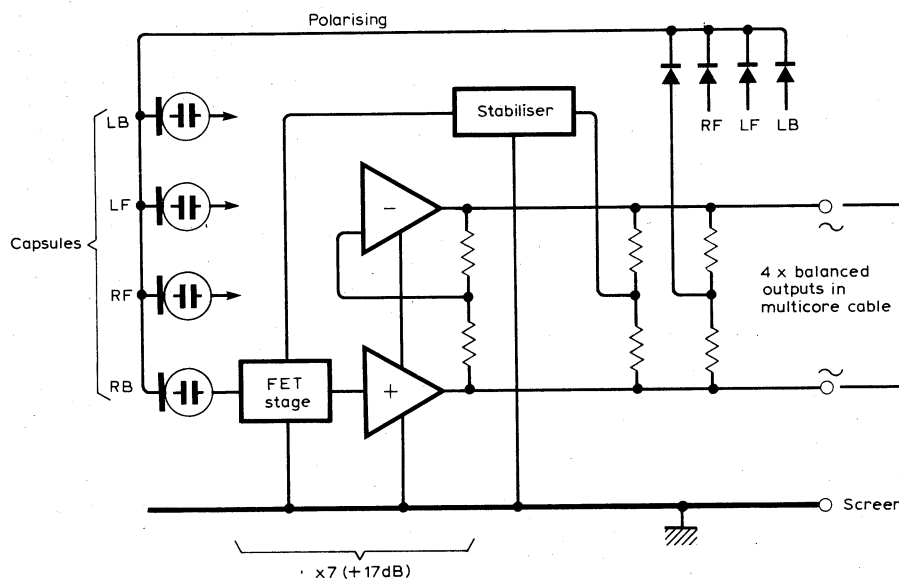 Polarising
LB
LF
RF
RB
Capsules
Stabiliser
RF LF LB
−
+
FET
stage
4 x balanced
outputs in
multicore cable
~
~
Screen
x7 (+17dB)